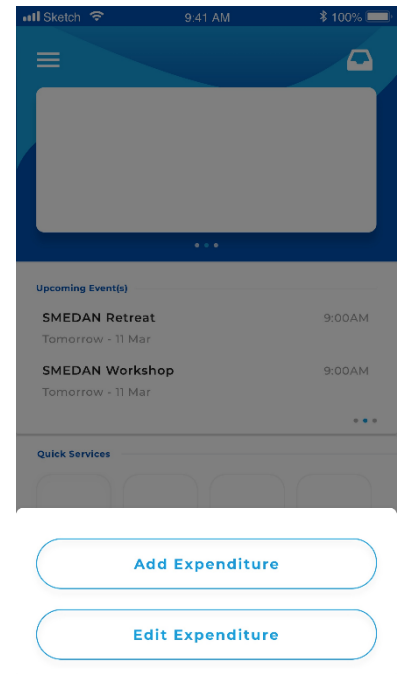 Sketch 9:41 AM 100%
Upcoming Event(s)
SMEDAN Retreat 9:00AM
Tomorrow - 11 Mar
SMEDAN Workshop 9:00AM
Tomorrow - 11 Mar
Quick Services
Add Expenditure
Edit Expenditure